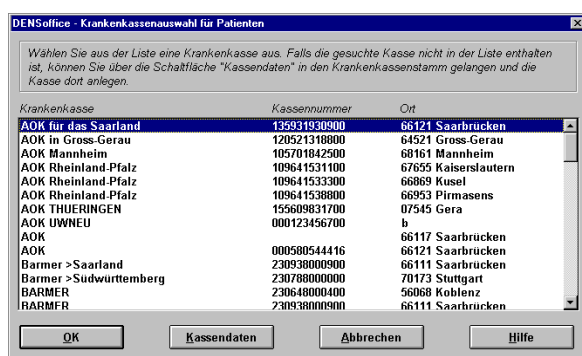 DENSoffice - Krankenkassenauswahl für Patienten
Wählen Sie aus der Liste eine Krankenkasse aus. Falls die gesuchte Kasse nicht in der Liste enthalten
ist, können Sie über die Schaltfläche "Kassendaten" in den Krankenkassenstamm gelangen und die
Kasse dort anlegen.
Krankenkasse Kassennummer Ort
AOK für das Saarland 135931930900 66121 Saarbrücken
AOK in Gross-Gerau 120521318800 64521 Gross-Gerau
AOK Mannheim 105701842500 68161 Mannheim
AOK Rheinland-Pfalz 109641531100 67655 Kaiserslautern
AOK Rheinland-Pfalz 109641533300 66869 Kusel
AOK Rheinland-Pfalz 109641538800 66953 Pirmasens
AOK THUERINGEN 155609831700 07545 Gera
AOK UWNEU 000123456700 b
AOK 66117 Saarbrücken
AOK 000580544416 66121 Saarbrücken
Barmer >Saarland 230938000900 66111 Saarbrücken
Barmer >Südwürttemberg 230788000000 70173 Stuttgart
BARMER 230648000400 56068 Koblenz
BARMER 230938000900 66111 Saarbrücken
OK Kassendaten Abbrechen Hilfe